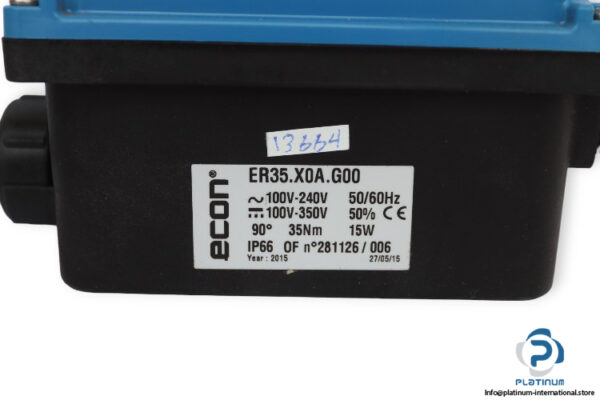 13664
econ®
ER35.X0A.G00
~ 100V-240V 50/60Hz
⎓ 100V-350V 50% CE
90° 35Nm 15W
IP66 OF n°281126 / 006
Year : 2015 27/05/15
PLATINUM
Info@platinum-international.store